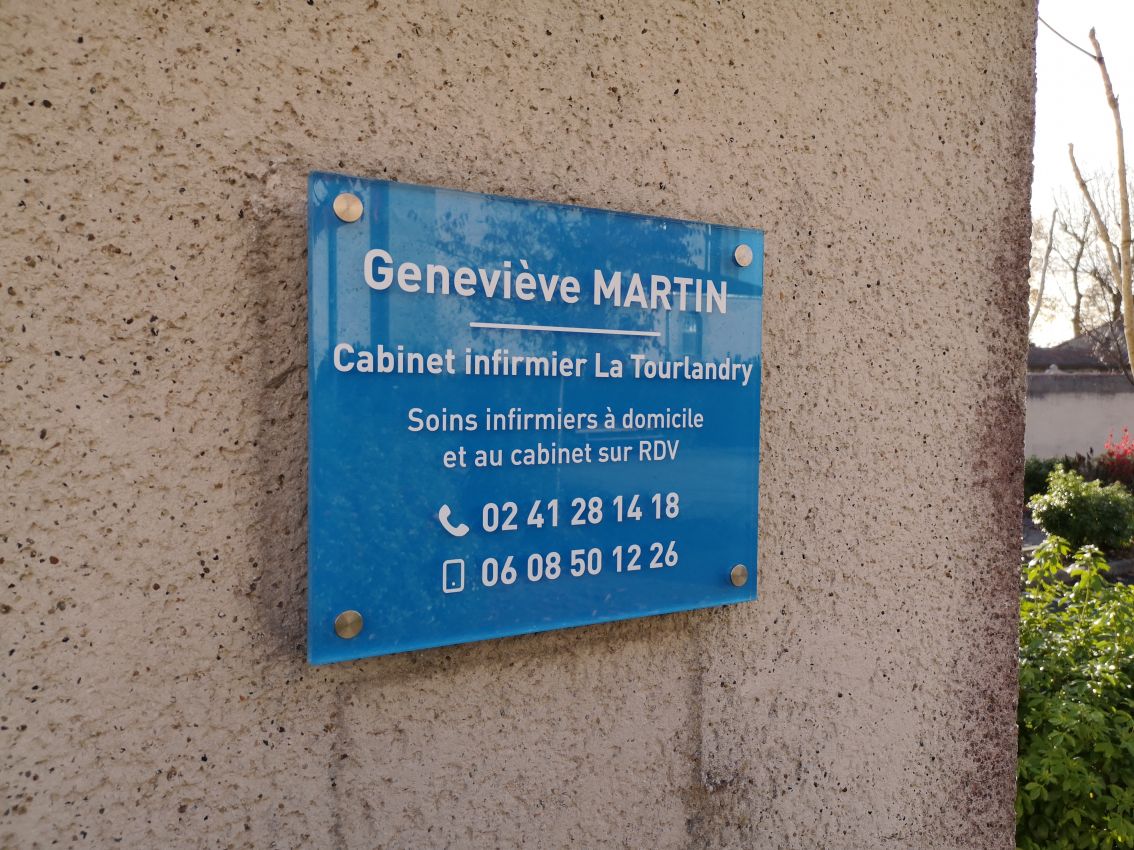 Geneviève MARTIN
Cabinet infirmier La Tourlandry
Soins infirmiers à domicile
et au cabinet sur RDV
02 41 28 14 18
06 08 50 12 26